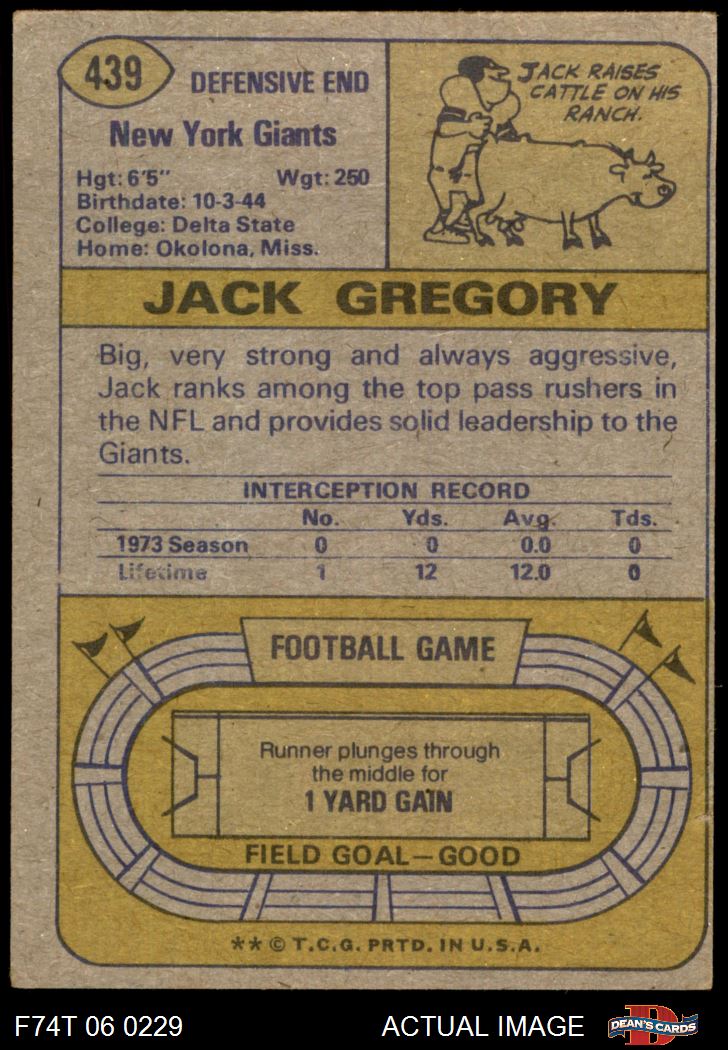 439
DEFENSIVE END
New York Giants
Hgt: 6'5" Wgt: 250
Birthdate: 10-3-44
College: Delta State
Home: Okolona, Miss.
JACK RAISES
CATTLE ON HIS
RANCH.
JACK GREGORY
Big, very strong and always aggressive,
Jack ranks among the top pass rushers in
the NFL and provides solid leadership to the
Giants.
INTERCEPTION RECORD
No. Yds. Avg. Tds.
1973 Season 0 0 0.0 0
Lifetime 1 12 12.0 0
FOOTBALL GAME
Runner plunges through
the middle for
1 YARD GAIN
FIELD GOAL—GOOD
** © T.C.G. PRTD. IN U.S.A.
F74T 06 0229 ACTUAL IMAGE
D
DEAN'S CARDS